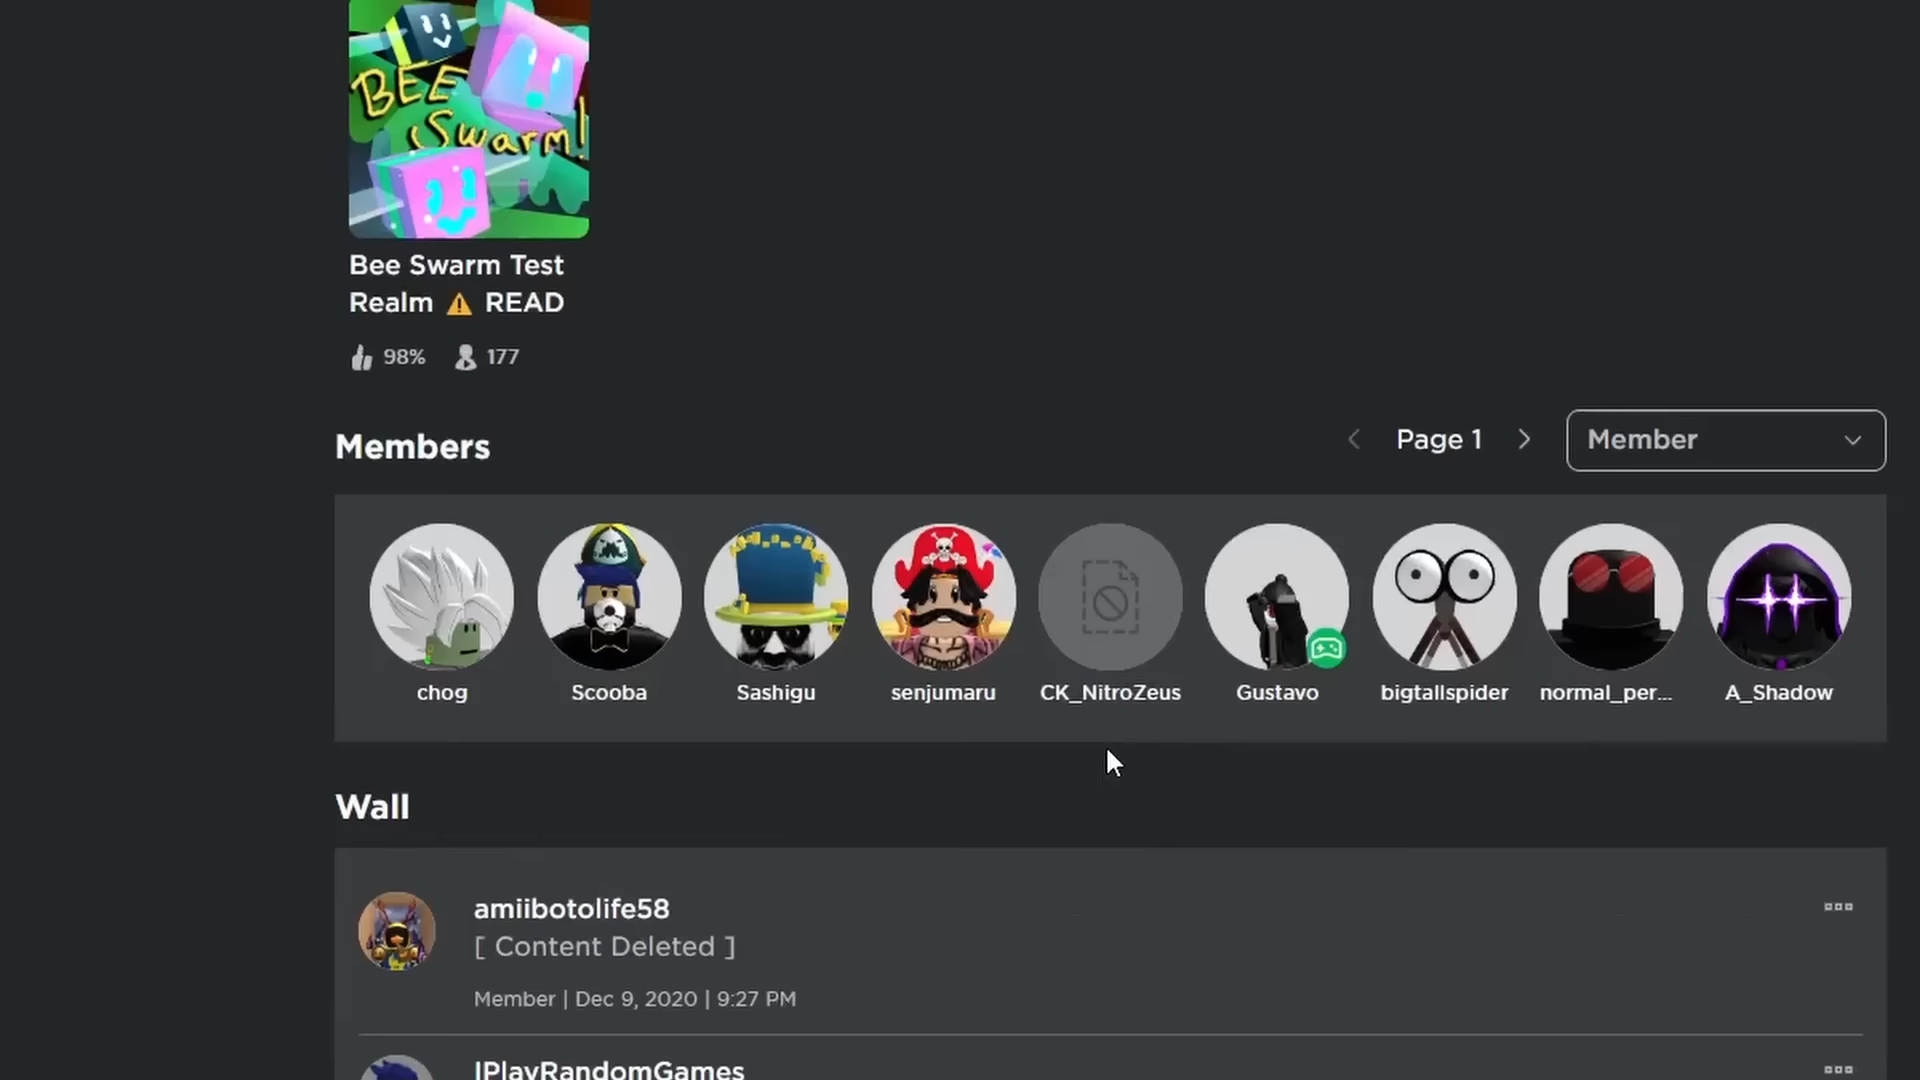 BEE
Swarm!
Bee Swarm Test
Realm ⚠ READ
98% 177
Members
Page 1
Member
chog Scooba Sashigu senjumaru CK_NitroZeus Gustavo bigtallspider normal_per... A_Shadow
Wall
amiibotolife58
[ Content Deleted ]
Member | Dec 9, 2020 | 9:27 PM
IPlayRandomGames